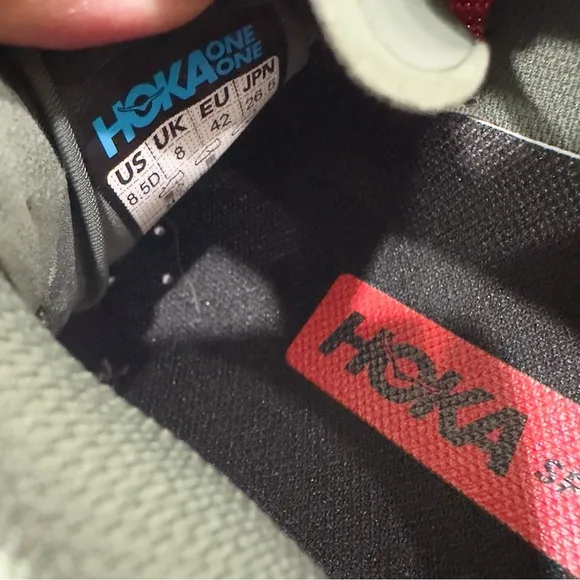 HOKA ONE ONE
US UK EU JPN
8.5D 8 42 26.5
HOKA